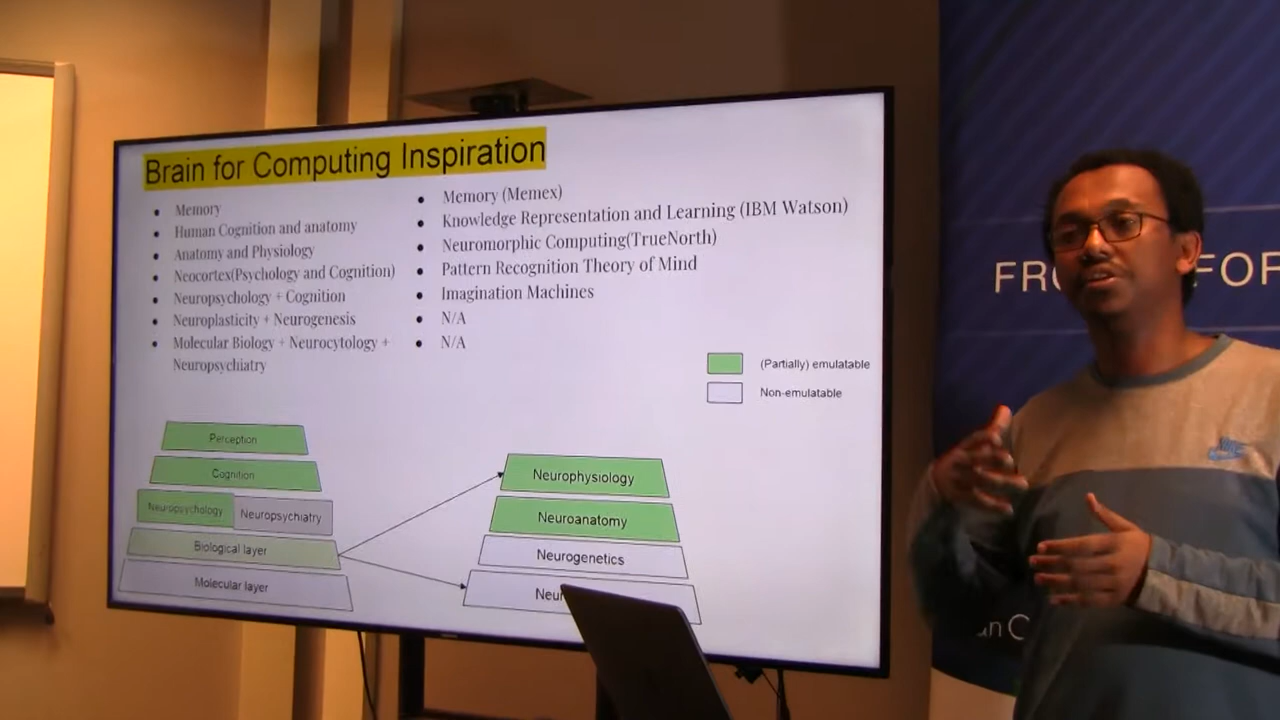 Brain for Computing Inspiration
Memory
Human Cognition and anatomy
Anatomy and Physiology
Neocortex(Psychology and Cognition)
Neuropsychology + Cognition
Neuroplasticity + Neurogenesis
Molecular Biology + Neurocytology +
Neuropsychiatry
Memory (Memex)
Knowledge Representation and Learning (IBM Watson)
Neuromorphic Computing(TrueNorth)
Pattern Recognition Theory of Mind
Imagination Machines
N/A
N/A
(Partially) emulatable
Non-emulatable
Perception
Cognition
Neuropsychology Neuropsychiatry
Biological layer
Molecular layer
Neurophysiology
Neuroanatomy
Neurogenetics